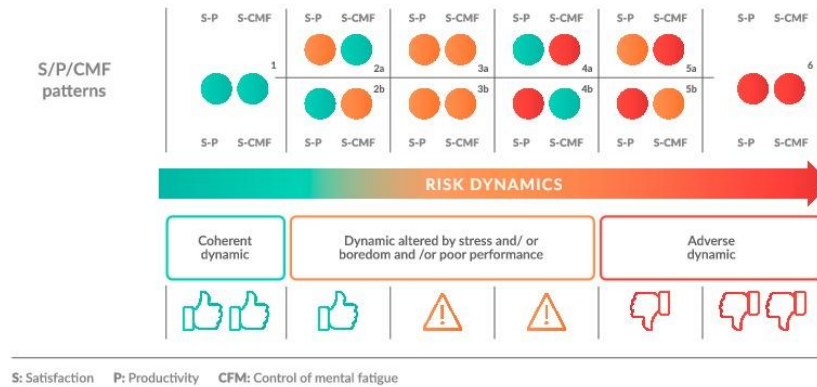 S-P S-CMF S-P S-CMF S-P S-CMF S-P S-CMF S-P S-CMF S-P S-CMF
S/P/CMF
patterns
1 2a 3a 4a 5a 6
2b 3b 4b 5b
S-P S-CMF S-P S-CMF S-P S-CMF S-P S-CMF S-P S-CMF S-P S-CMF
RISK DYNAMICS
Coherent
dynamic
Dynamic altered by stress and/ or
boredom and /or poor performance
Adverse
dynamic
S: Satisfaction P: Productivity CFM: Control of mental fatigue